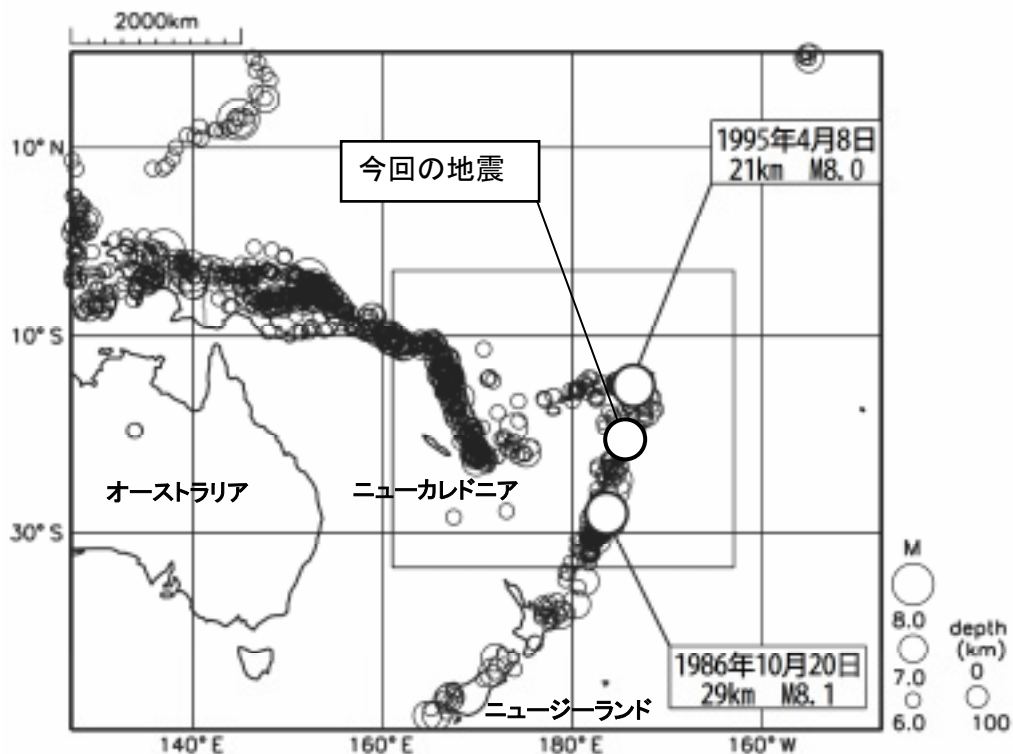 2000km
10°N
今回の地震
1995年4月8日
21km M8.0
10°S
オーストラリア
ニューカレドニア
30°S
M
8.0
7.0
6.0
depth
(km)
0
100
1986年10月20日
29km M8.1
ニュージーランド
140°E
160°E
180°
160°W